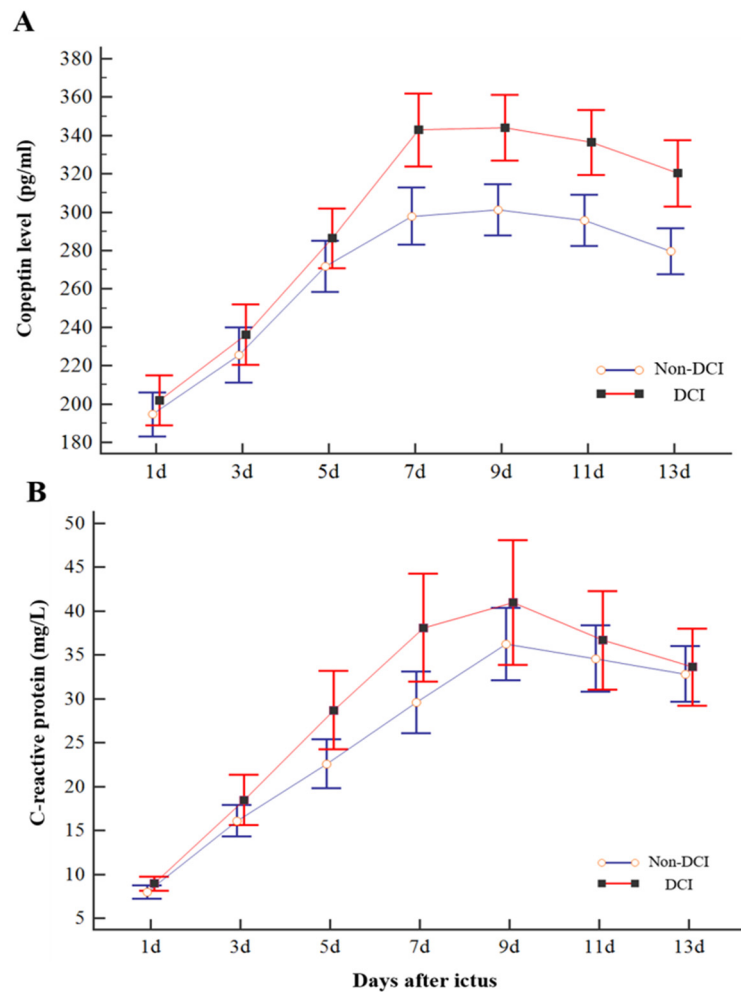 A
Copeptin level (pg/ml)
380
360
340
320
300
280
260
240
220
200
180
Non-DCI
DCI
1d 3d 5d 7d 9d 11d 13d
B
C-reactive protein (mg/L)
50
45
40
35
30
25
20
15
10
5
Non-DCI
DCI
1d 3d 5d 7d 9d 11d 13d
Days after ictus